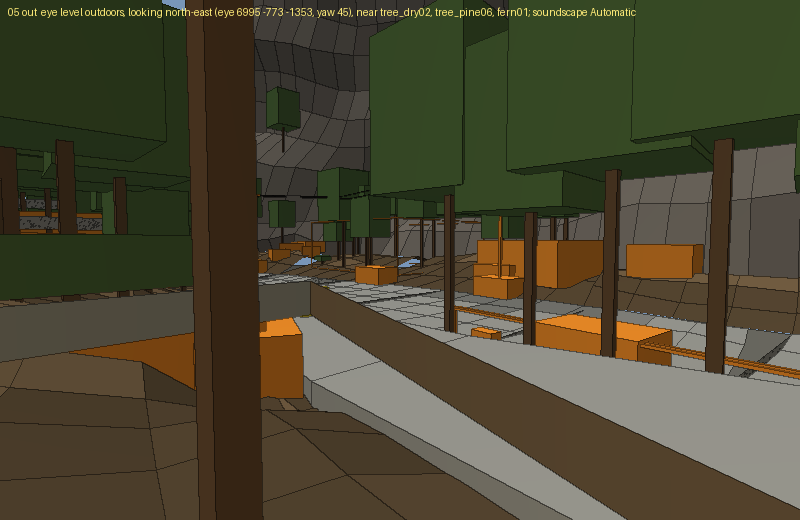 05 out eye level outdoors, looking north-east (eye 6995 -773 -1353, yaw 45), near tree_dry02, tree_pine06, fern01; soundscape Automatic